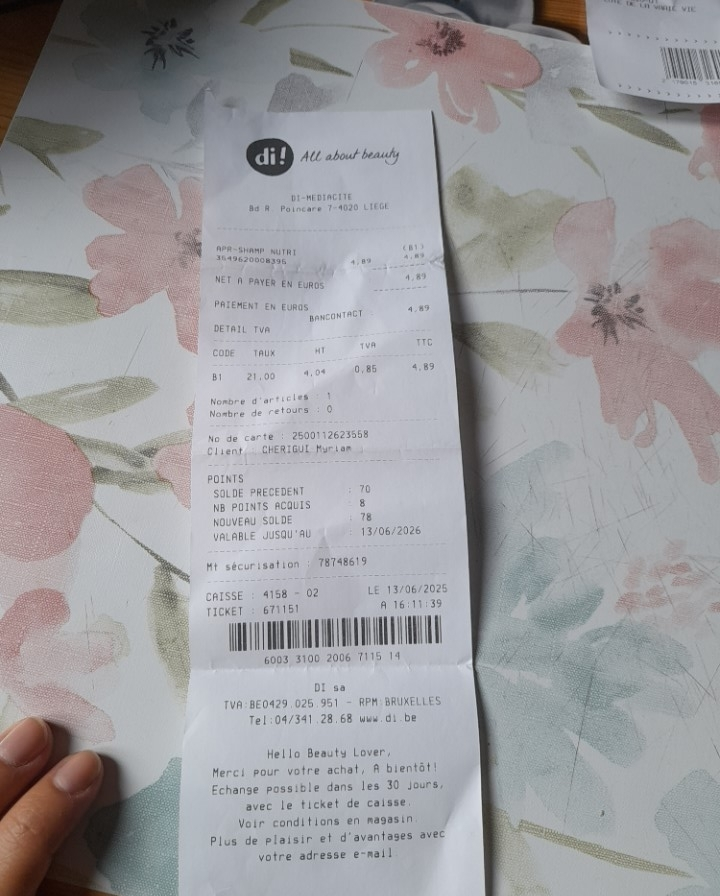 di! All about beauty
DI-MEDIACITE
Bd R. Poincare 7-4020 LIEGE
APR-SHAMP NUTRI (B1)
3549620008395 4,89 4,89
NET A PAYER EN EUROS 4,89
PAIEMENT EN EUROS
BANCONTACT 4,89
DETAIL TVA
CODE TAUX HT TVA TTC
B1 21,00 4,04 0,85 4,89
Nombre d'articles : 1
Nombre de retours : 0
No de carte : 2500112623558
Client CHERIGUI Myriam
POINTS
SOLDE PRECEDENT : 70
NB POINTS ACQUIS : 8
NOUVEAU SOLDE : 78
VALABLE JUSQU'AU : 13/06/2026
Mt sécurisation : 78748619
CAISSE : 4158 - 02 LE 13/06/2025
TICKET : 671151 A 16:11:39
6003 3100 2006 7115 14
DI sa
TVA:BE0429.025.951 - RPM:BRUXELLES
Tel:04/341.28.68 www.di.be
Hello Beauty Lover,
Merci pour votre achat, A bientôt!
Echange possible dans les 30 jours,
avec le ticket de caisse.
Voir conditions en magasin.
Plus de plaisir et d'avantages avec
votre adresse e-mail